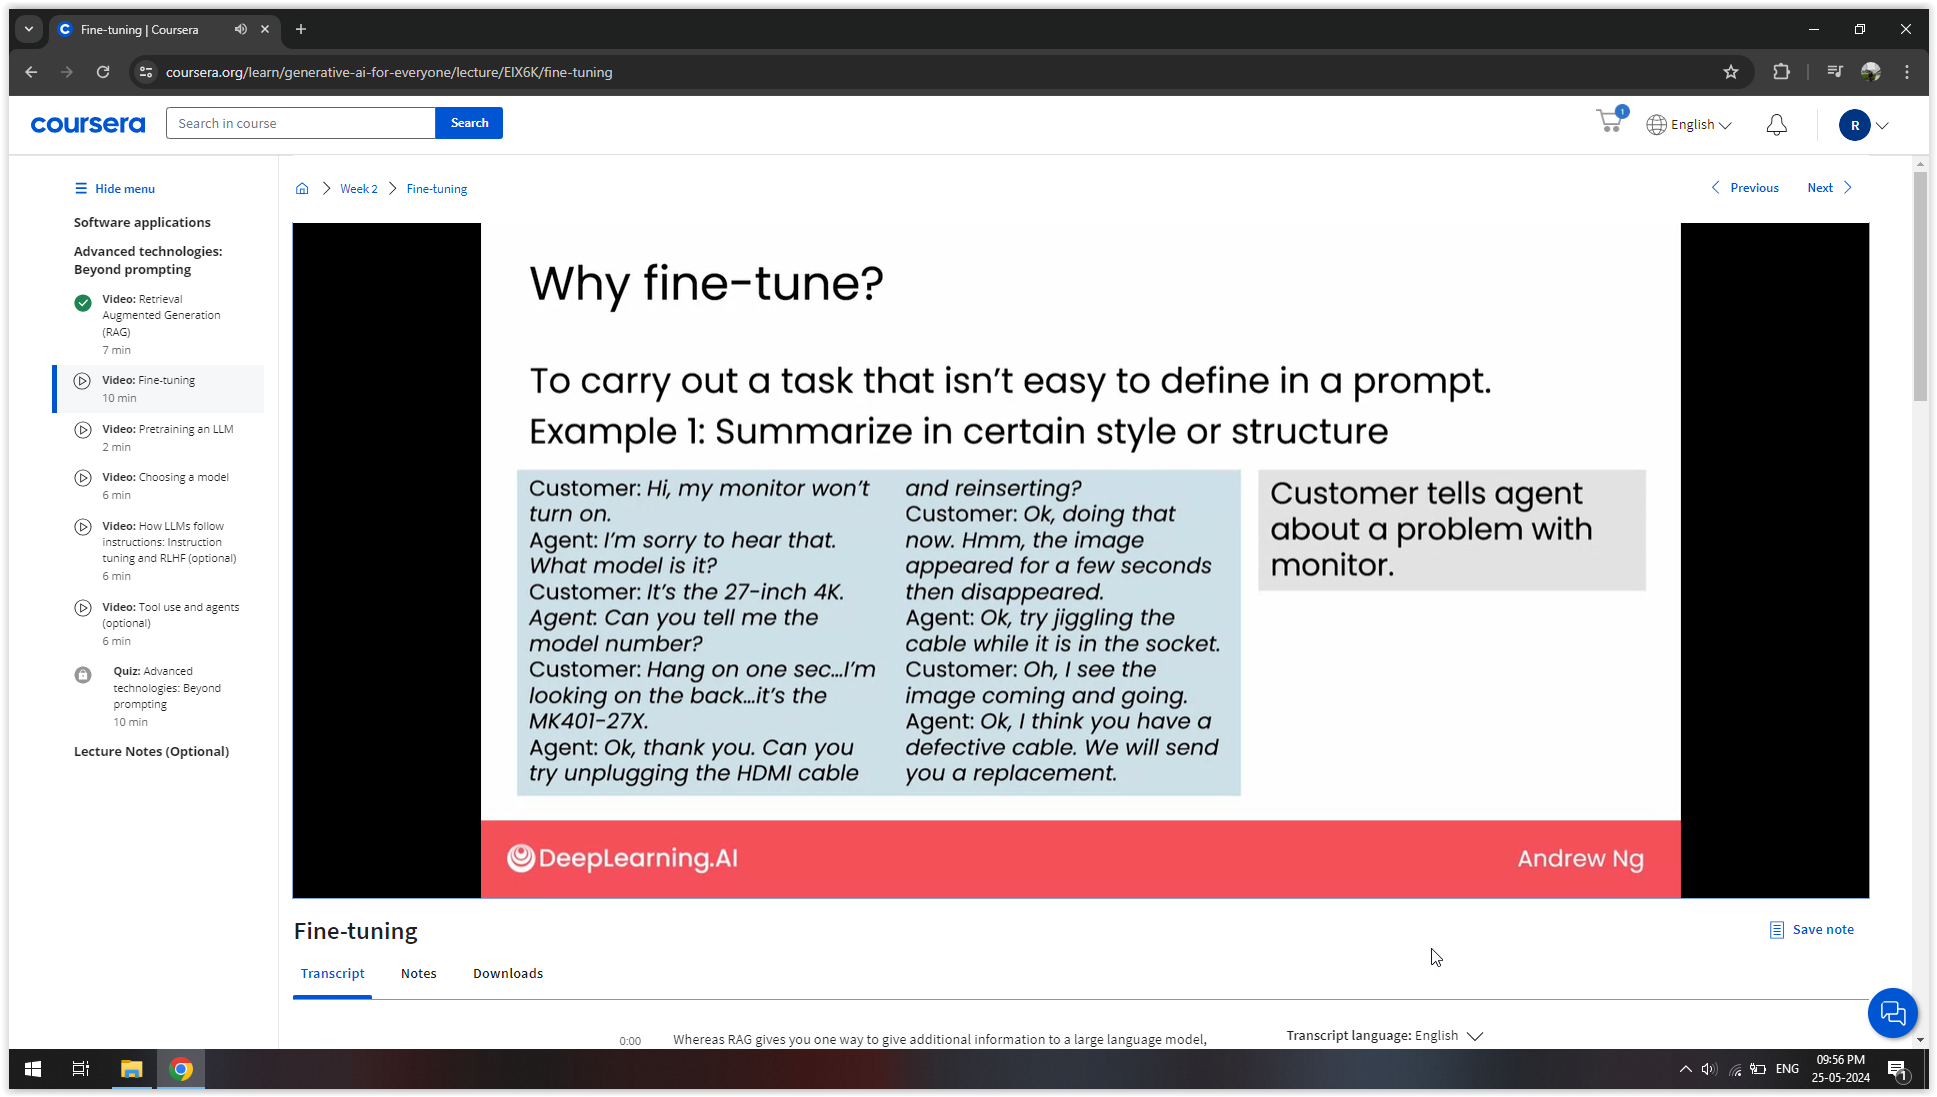 Fine-tuning | Coursera
coursera.org/learn/generative-ai-for-everyone/lecture/EIX6K/fine-tuning
coursera
Search in course
Search
1
English
R
Hide menu
Software applications
Advanced technologies:
Beyond prompting
Video: Retrieval
Augmented Generation
(RAG)
7 min
Video: Fine-tuning
10 min
Video: Pretraining an LLM
2 min
Video: Choosing a model
6 min
Video: How LLMs follow
instructions: Instruction
tuning and RLHF (optional)
6 min
Video: Tool use and agents
(optional)
6 min
Quiz: Advanced
technologies: Beyond
prompting
10 min
Lecture Notes (Optional)
Week 2
Fine-tuning
Previous
Next
Why fine-tune?
To carry out a task that isn't easy to define in a prompt.
Example 1: Summarize in certain style or structure
Customer: Hi, my monitor won't
turn on.
Agent: I'm sorry to hear that.
What model is it?
Customer: It's the 27-inch 4K.
Agent: Can you tell me the
model number?
Customer: Hang on one sec...I'm
looking on the back...it's the
MK401-27X.
Agent: Ok, thank you. Can you
try unplugging the HDMI cable
and reinserting?
Customer: Ok, doing that
now. Hmm, the image
appeared for a few seconds
then disappeared.
Agent: Ok, try jiggling the
cable while it is in the socket.
Customer: Oh, I see the
image coming and going.
Agent: Ok, I think you have a
defective cable. We will send
you a replacement.
Customer tells agent
about a problem with
monitor.
DeepLearning.AI
Andrew Ng
Fine-tuning
Save note
Transcript
Notes
Downloads
0:00
Whereas RAG gives you one way to give additional information to a large language model,
Transcript language: English
ENG
09:56 PM
25-05-2024
1